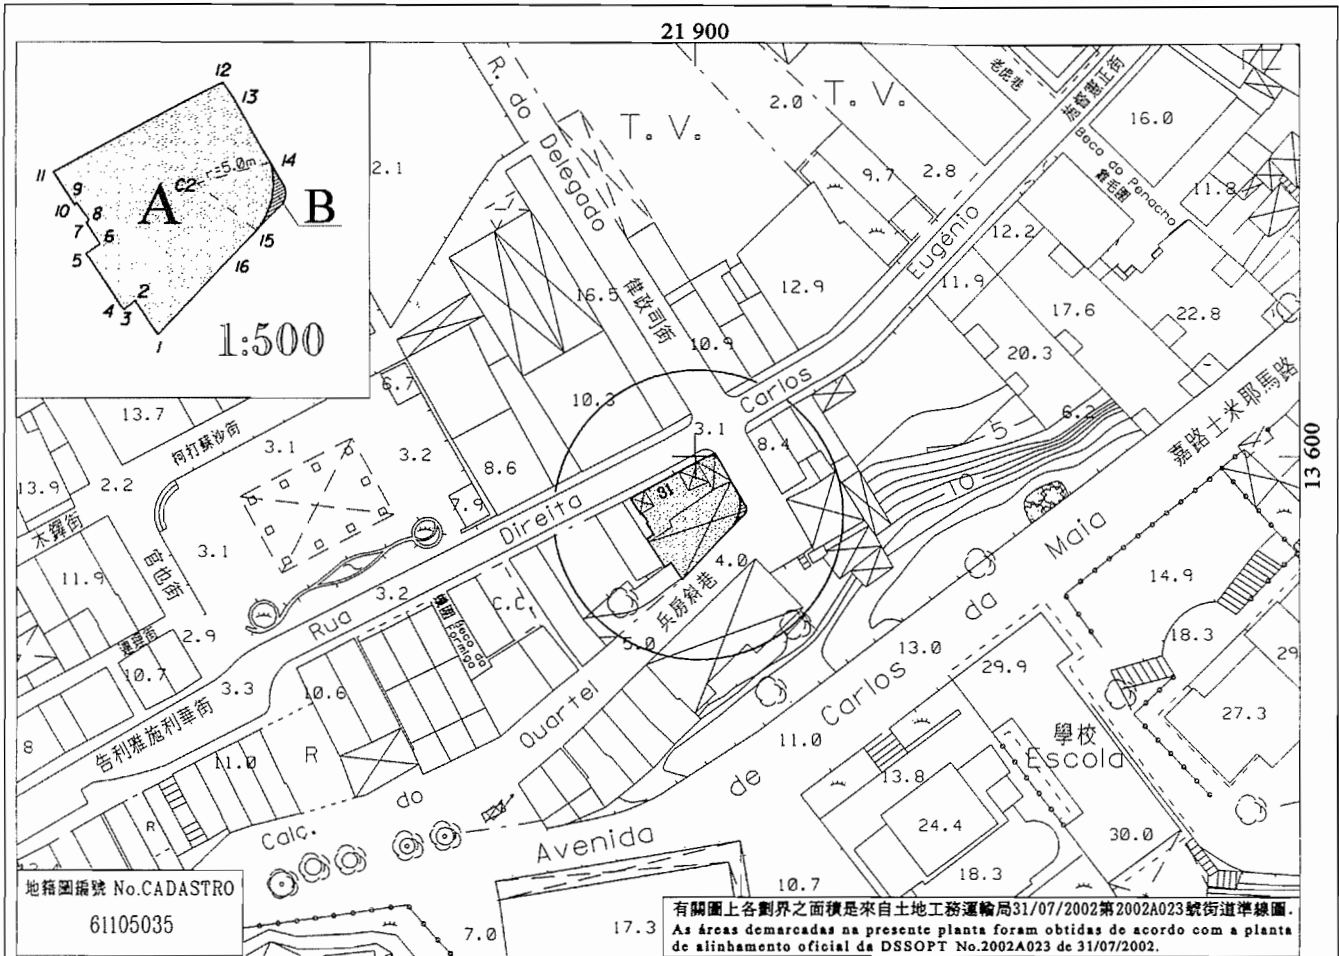 21 900
12
13
11
14
9
C2
r=5.0m
10
A
B
8
7
6
15
5
16
2
4
3
1
1:500
R. do Delegado
律政司街
2.1
T. V.
2.0
T. V.
老虎巷
施督憲正街
16.0
Beco do Penacho
9.7
2.8
11.8
12.2
Eugénio
11.9
12.9
16.5
17.6
22.8
10.9
20.3
6.7
10.3
Carlos
6.2
嘉路士米耶馬路
13.7
柯打蘇沙街
3.1
3.2
3.1
5
8.4
8.6
13 600
13.9
2.2
7.9
31
10
木鐸街
Direita
3.1
官也街
Maia
4.0
11.9
14.9
3.2
C.C.
兵房斜巷
da
Rua
Beco da Formiga
2.9
18.3
5.0
13.0
29.9
29
10.7
3.3
10.6
Carlos
27.3
告利雅施利華街
Quartel
8
11.0
R
11.0
學校
Escola
de
13.8
do
R
24.4
Calç.
30.0
Avenida
18.3
10.7
地籍圖編號 No.CADASTRO
61105035
7.0
17.3
有關圖上各劃界之面積是來自土地工務運輸局31/07/2002第2002A023號街道準線圖.
As áreas demarcadas na presente planta foram obtidas de acordo com a planta
de alinhamento oficial da DSSOPT No.2002A023 de 31/07/2002.